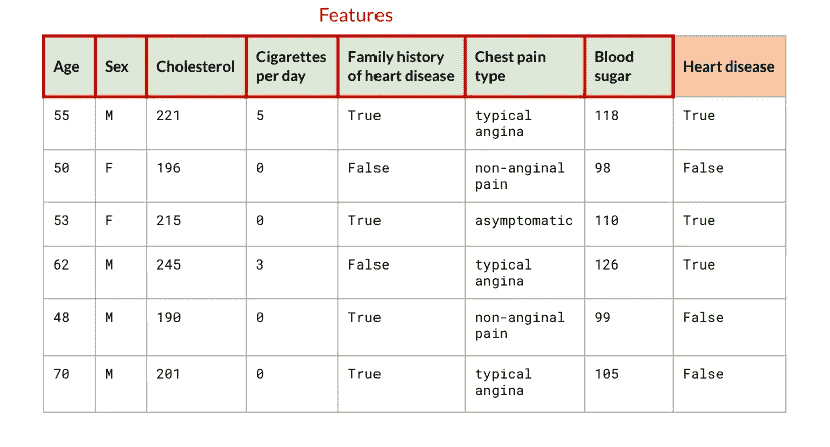 Features
Age Sex Cholesterol Cigarettes per day Family history of heart disease Chest pain type Blood sugar Heart disease
55 M 221 5 True typical angina 118 True
50 F 196 0 False non-anginal pain 98 False
53 F 215 0 True asymptomatic 110 True
62 M 245 3 False typical angina 126 True
48 M 190 0 True non-anginal pain 99 False
70 M 201 0 True typical angina 105 False